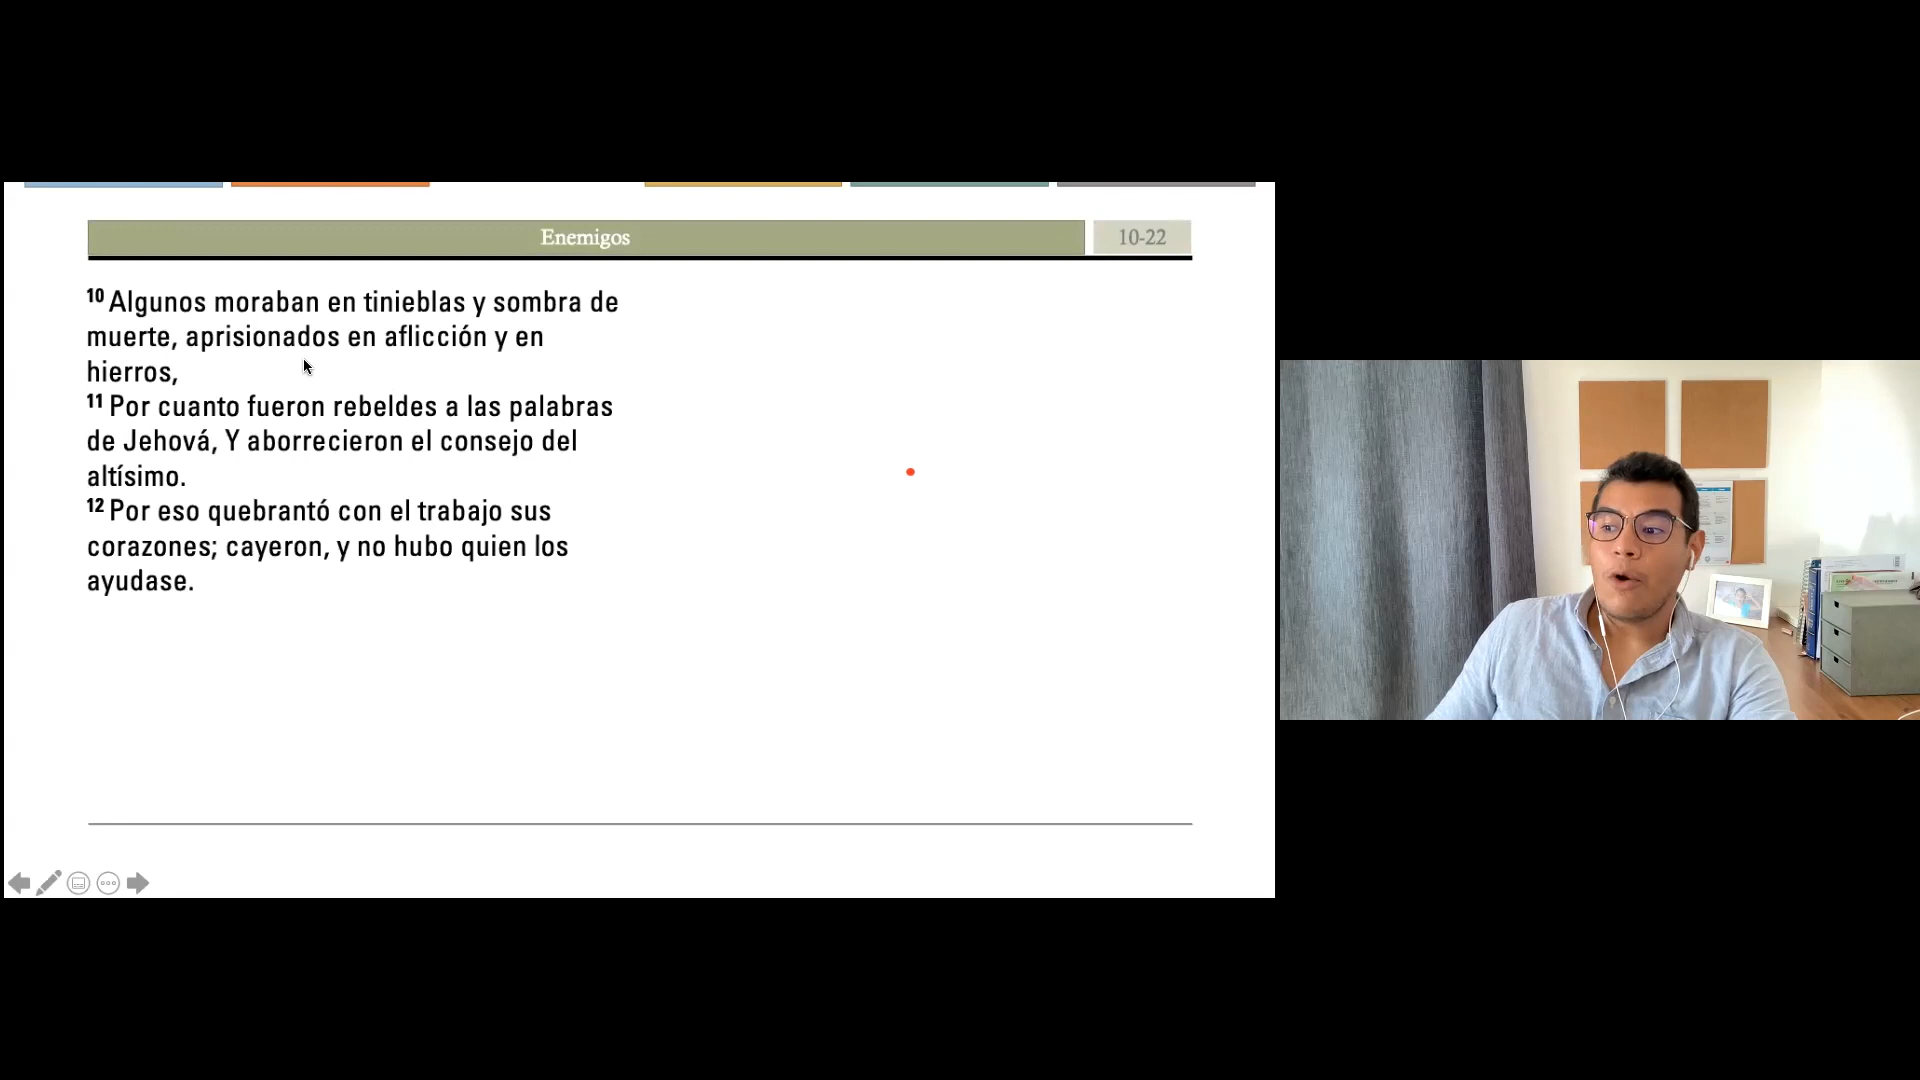 Enemigos
10-22
10 Algunos moraban en tinieblas y sombra de
muerte, aprisionados en aflicción y en
hierros,
11 Por cuanto fueron rebeldes a las palabras
de Jehová, Y aborrecieron el consejo del
altísimo.
12 Por eso quebrantó con el trabajo sus
corazones; cayeron, y no hubo quien los
ayudase.